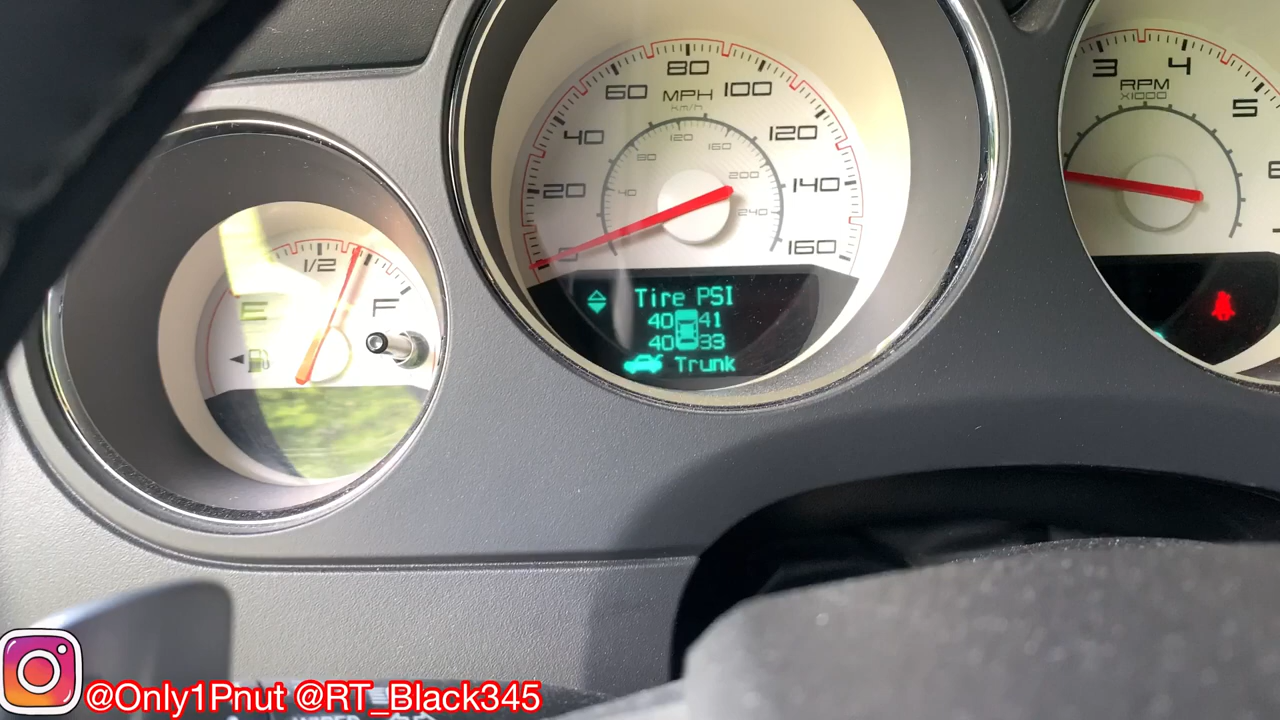 80
60 MPH 100
km/h
40 120 120
80 160
20 40 200 140
240
0 160
3 4
RPM
X1000
5
1/2
E F
Tire PSI
40 41
40 33
Trunk
@Only1Pnut @RT_Black345